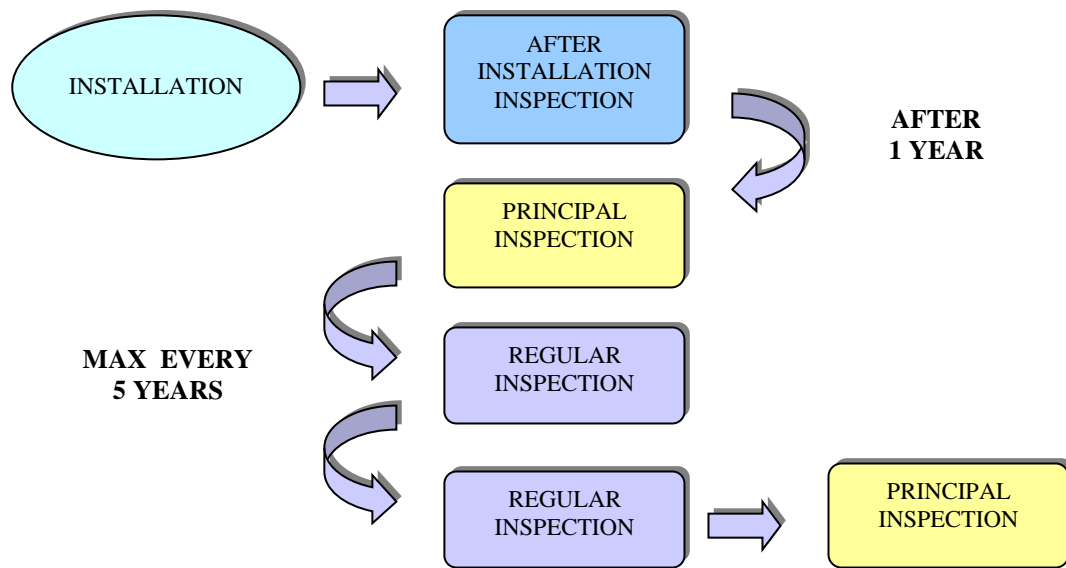 INSTALLATION
AFTER
INSTALLATION
INSPECTION
AFTER
1 YEAR
PRINCIPAL
INSPECTION
MAX EVERY
5 YEARS
REGULAR
INSPECTION
REGULAR
INSPECTION
PRINCIPAL
INSPECTION